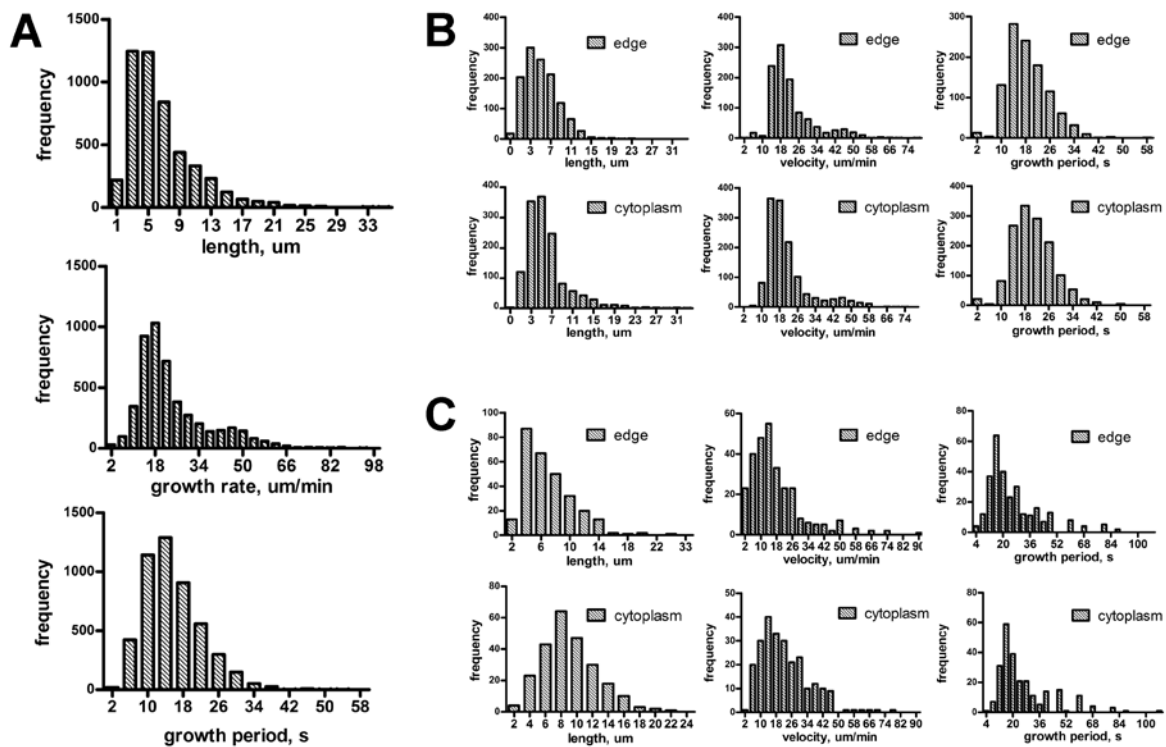 A
1500
1000
500
0
frequency
1 5 9 13 17 21 25 29 33
length, um
1500
1000
500
0
frequency
2 18 34 50 66 82 98
growth rate, um/min
1500
1000
500
0
frequency
2 10 18 26 34 42 50 58
growth period, s
B
400
300
200
100
0
frequency
edge
0 3 7 11 15 19 23 27 31
length, um
400
300
200
100
0
frequency
edge
2 10 18 26 34 42 50 58 66 74
velocity, um/min
300
200
100
0
frequency
edge
2 10 18 26 34 42 50 58
growth period, s
400
300
200
100
0
frequency
cytoplasm
0 3 7 11 15 19 23 27 31
length, um
400
300
200
100
0
frequency
cytoplasm
2 10 18 26 34 42 50 58 66 74
velocity, um/min
400
300
200
100
0
frequency
cytoplasm
2 10 18 26 34 42 50 58
growth period, s
C
100
80
60
40
20
0
frequency
edge
2 6 10 14 18 22 26 33
length, um
60
40
20
0
frequency
edge
2 10 18 26 34 42 50 58 66 74 82 90
velocity, um/min
80
60
40
20
0
frequency
edge
4 20 36 52 68 84 100
growth period, s
80
60
40
20
0
frequency
cytoplasm
2 4 6 8 10 12 14 16 18 20 22 24
length, um
50
40
30
20
10
0
frequency
cytoplasm
2 10 18 26 34 42 50 58 66 74 82 90
velocity, um/min
80
60
40
20
0
frequency
cytoplasm
4 20 36 52 68 84 100
growth period, s